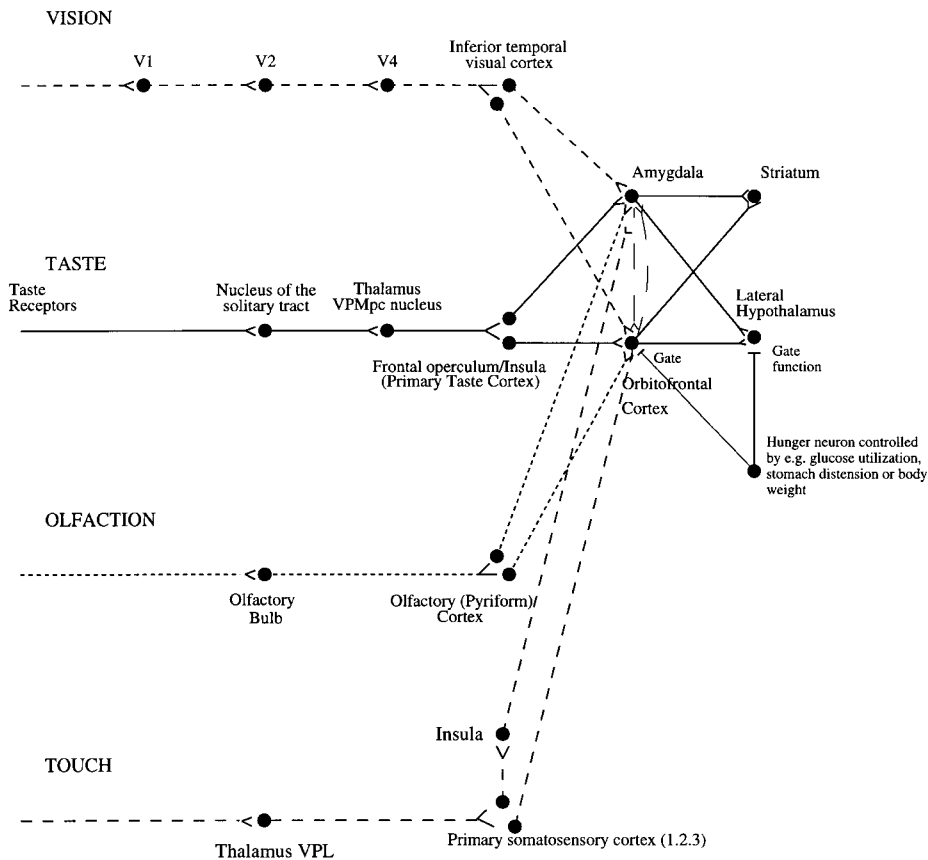 VISION
V1
V2
V4
Inferior temporal
visual cortex
Amygdala
Striatum
TASTE
Taste
Receptors
Nucleus of the
solitary tract
Thalamus
VPMpc nucleus
Frontal operculum/Insula
(Primary Taste Cortex)
Lateral
Hypothalamus
Gate
function
Gate
Orbitofrontal
Cortex
Hunger neuron controlled
by e.g. glucose utilization,
stomach distension or body
weight
OLFACTION
Olfactory
Bulb
Olfactory (Pyriform)/
Cortex
TOUCH
Insula
Thalamus VPL
Primary somatosensory cortex (1.2.3)